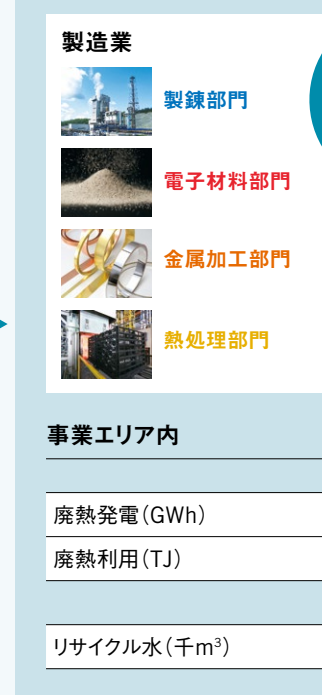 製造業
製錬部門
電子材料部門
金属加工部門
熱処理部門
事業エリア内
廃熱発電(GWh)
廃熱利用(TJ)
リサイクル水(千m³)